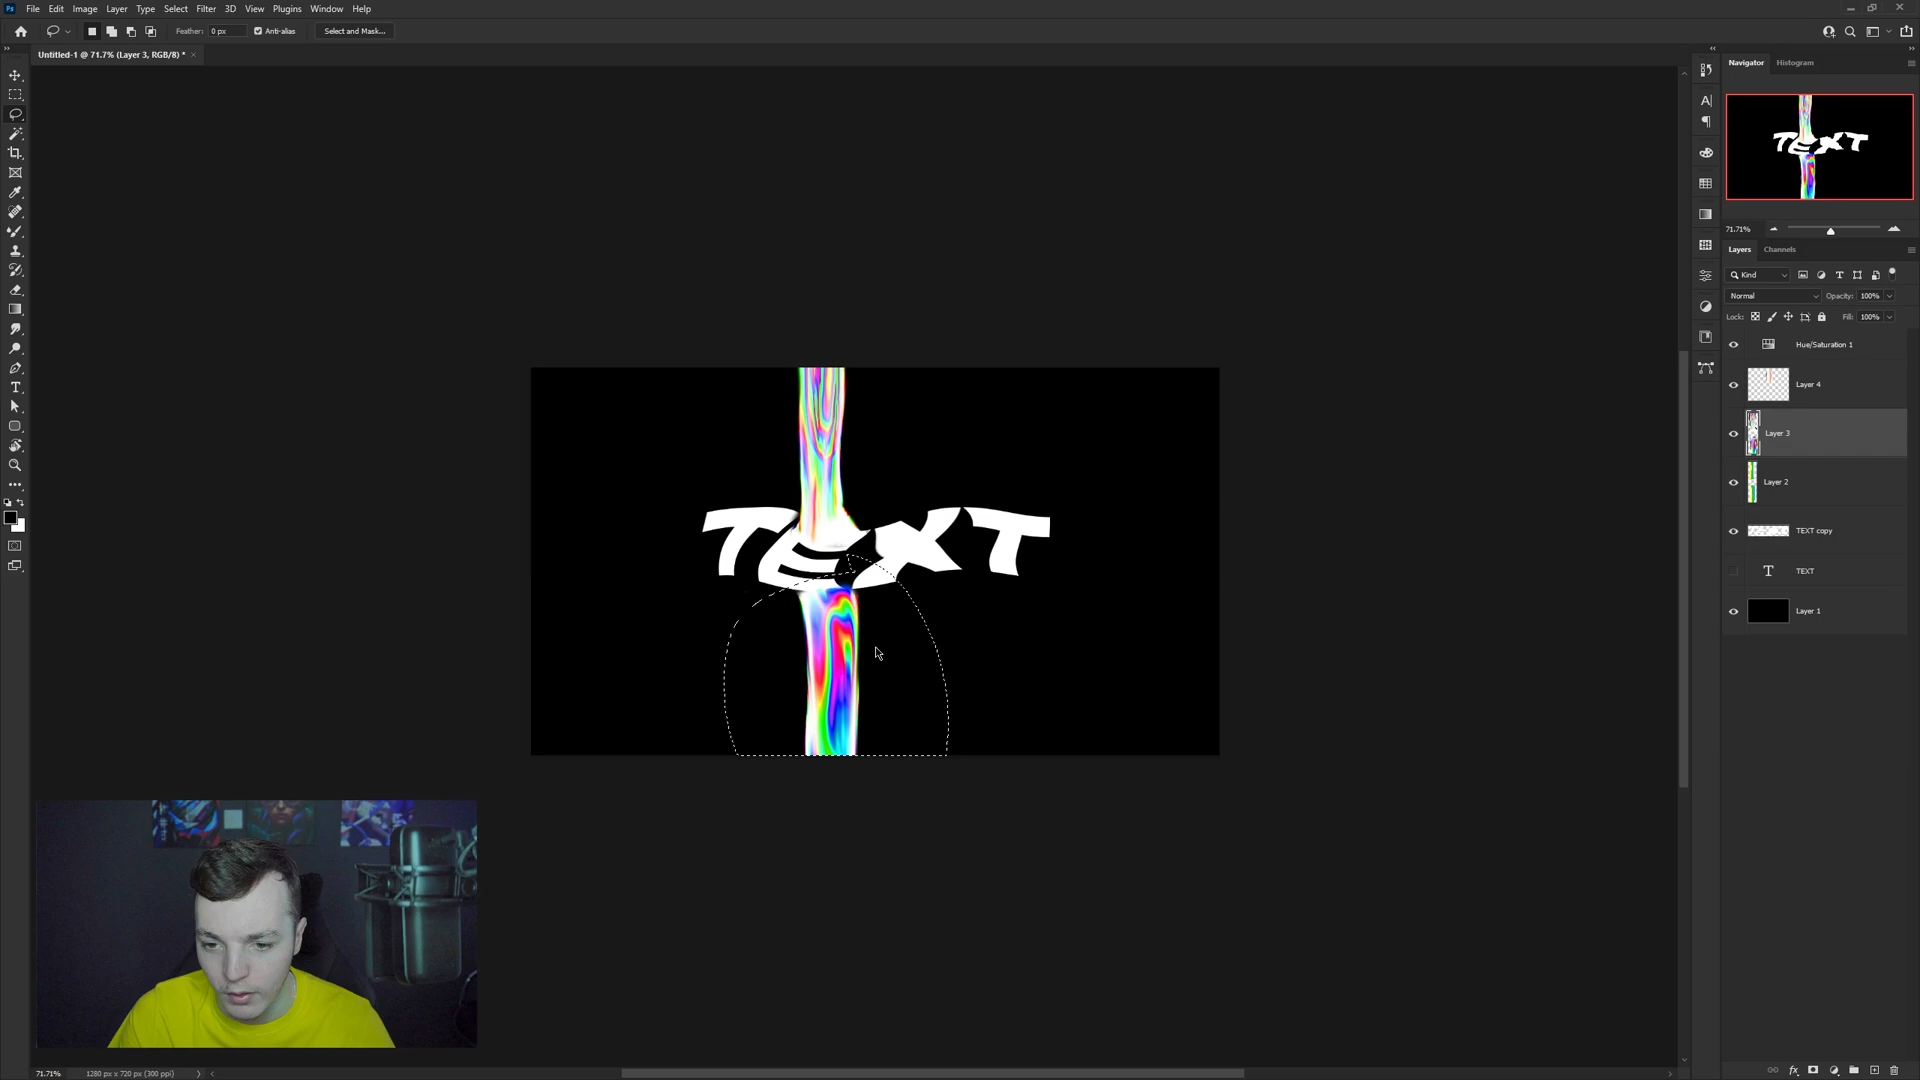 Ps File Edit Image Layer Type Select Filter 3D View Plugins Window Help
Feather: 0 px Anti-alias Select and Mask...
Untitled-1 @ 71.7% (Layer 3, RGB/8) * ×
Navigator Histogram
71.71%
Layers Channels
Kind
Normal Opacity: 100%
Lock: Fill: 100%
Hue/Saturation 1
Layer 4
Layer 3
Layer 2
TEXT copy
TEXT
Layer 1
TEXT
71.71% 1280 px x 720 px (300 ppi)